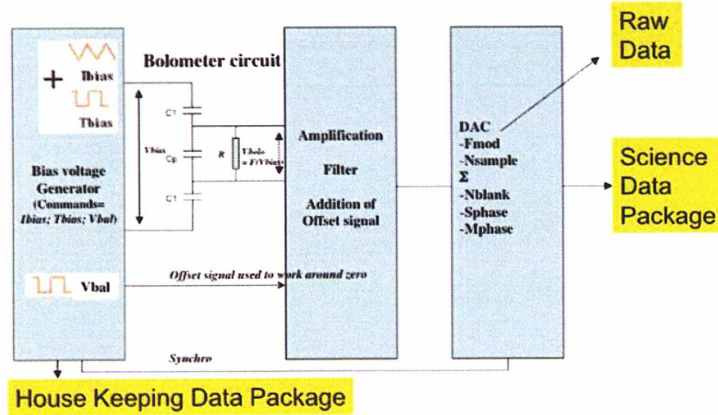 Raw
Data
Bolometer circuit
+
Ibias
Tbias
C1
Vbias
Cp
R
Vbolo
= F(Vbias)
C1
Bias voltage
Generator
(Commands=
Ibias; Tbias; Vbal)
Amplification
Filter
Addition of
Offset signal
DAC
-Fmod
-Nsample
Σ
-Nblank
-Sphase
-Mphase
Science
Data
Package
Vbal
Offset signal used to work around zero
Synchro
House Keeping Data Package